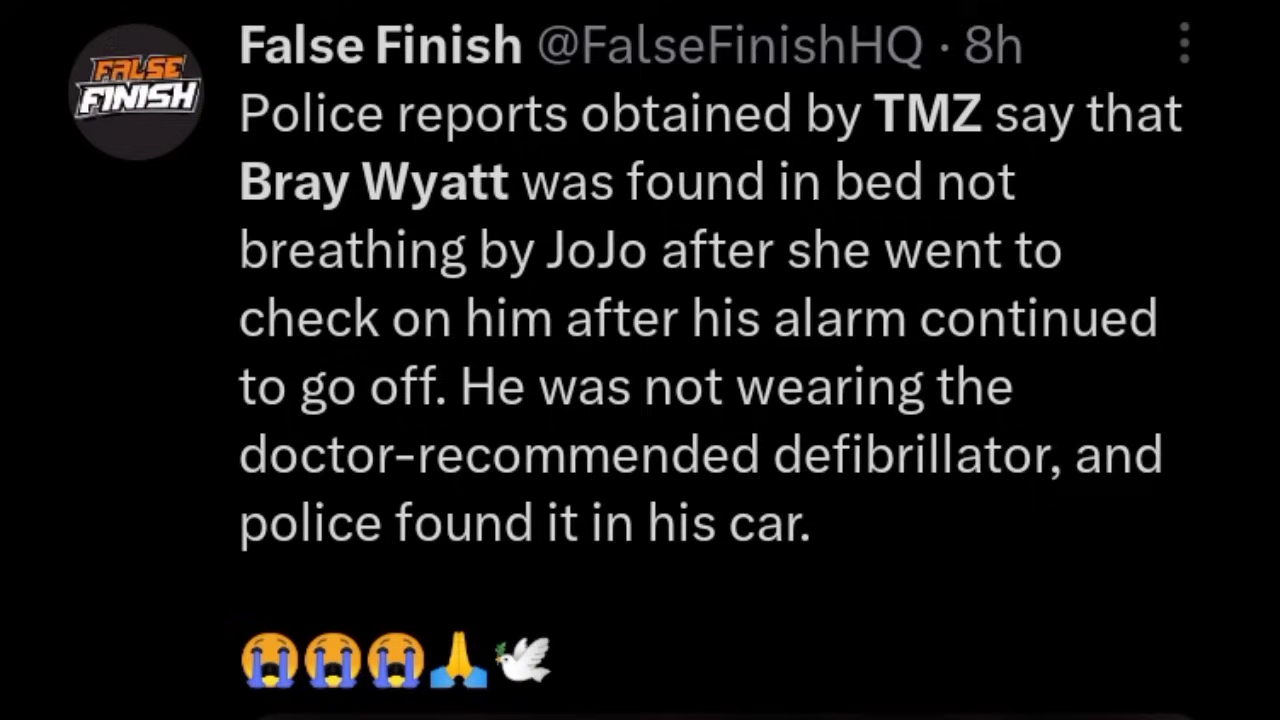 FALSE
FINISH
False Finish @FalseFinishHQ · 8h
Police reports obtained by TMZ say that
Bray Wyatt was found in bed not
breathing by JoJo after she went to
check on him after his alarm continued
to go off. He was not wearing the
doctor-recommended defibrillator, and
police found it in his car.
😭😭😭🙏🕊️